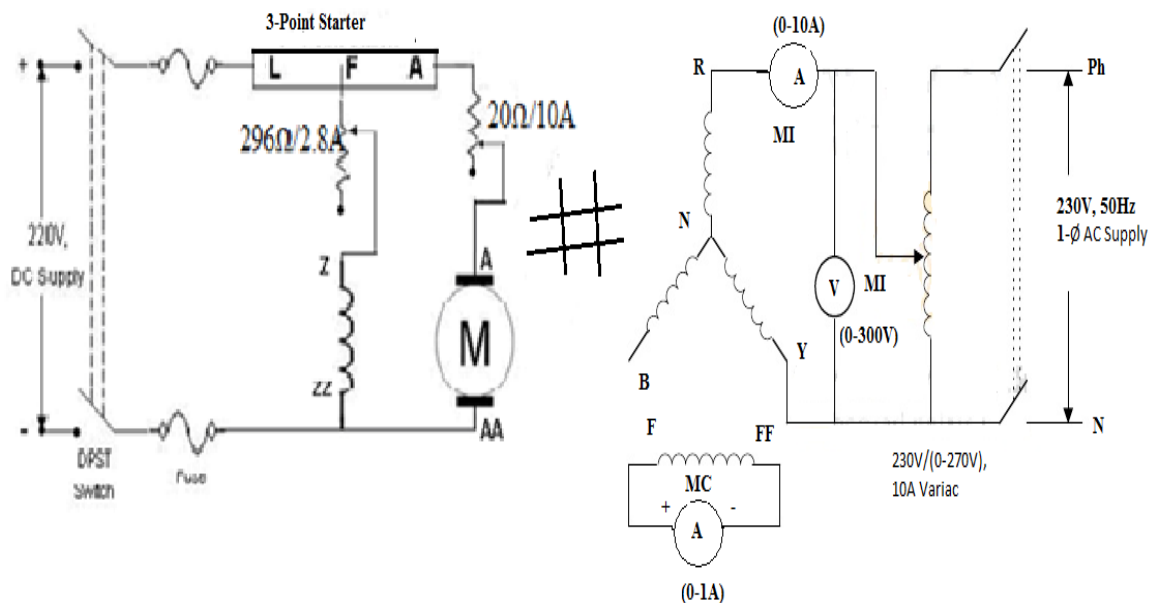 3-Point Starter
L F A
+
220V,
DC Supply
-
DPST
Switch
Fuse
296Ω/2.8A
20Ω/10A
Z
ZZ
A
M
AA
(0-10A)
R
A
MI
N
V
MI
(0-300V)
Y
B
F
FF
MC
+
-
A
(0-1A)
Ph
230V, 50Hz
1-Ø AC Supply
N
230V/(0-270V),
10A Variac